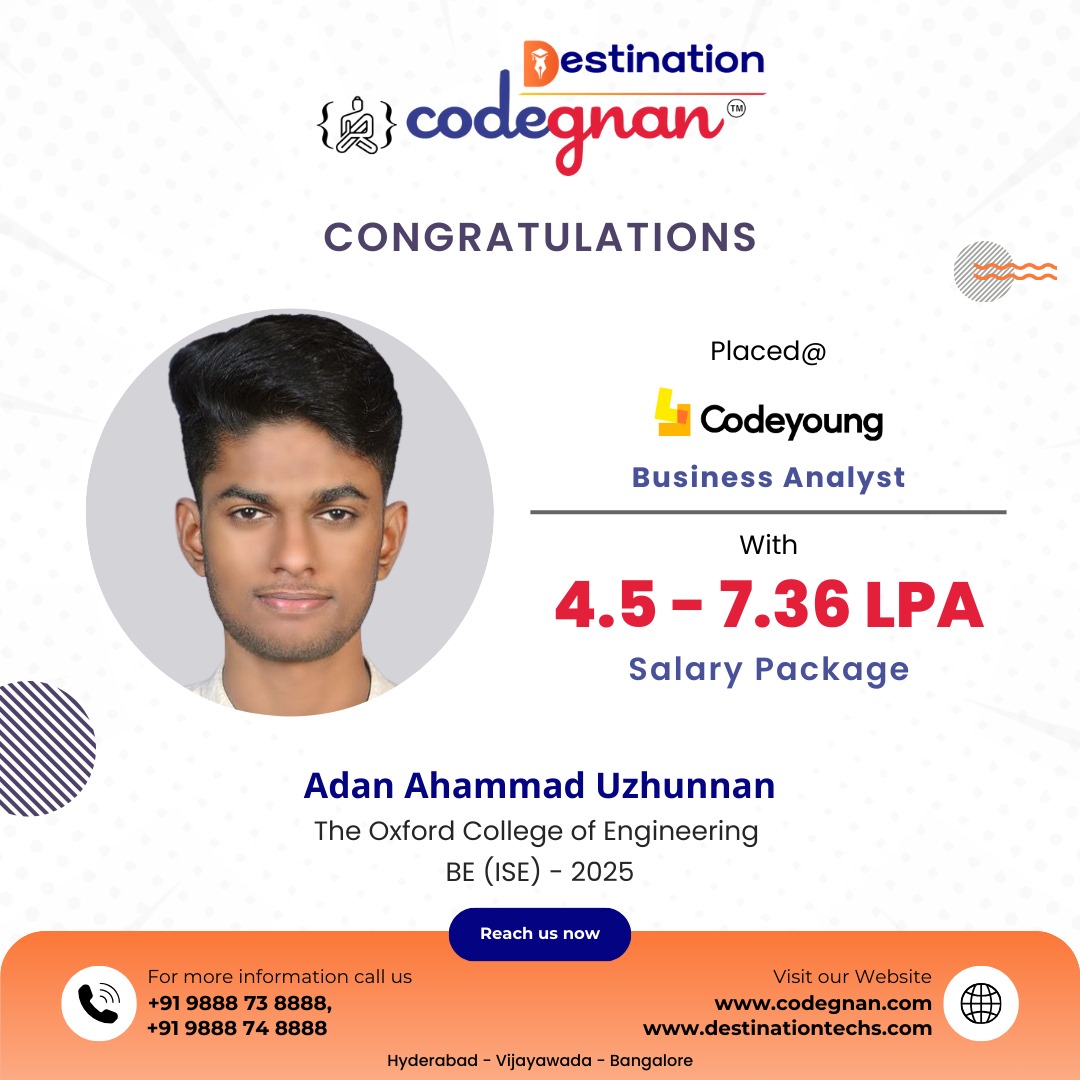 Destination
codegnan™
CONGRATULATIONS
Placed@
Codeyoung
Business Analyst
With
4.5 - 7.36 LPA
Salary Package
Adan Ahammad Uzhunnan
The Oxford College of Engineering
BE (ISE) - 2025
Reach us now
For more information call us
+91 9888 73 8888,
+91 9888 74 8888
Visit our Website
www.codegnan.com
www.destinationtechs.com
Hyderabad - Vijayawada - Bangalore